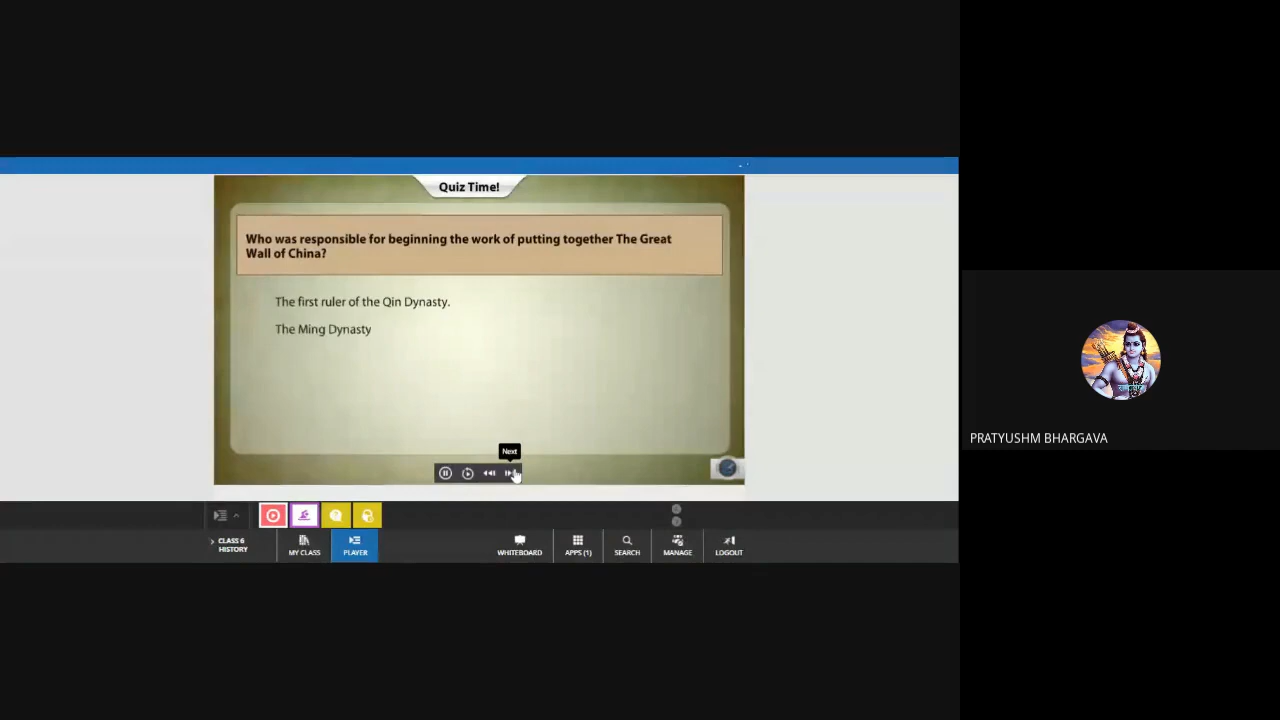 Quiz Time!
Who was responsible for beginning the work of putting together The Great
Wall of China?
The first ruler of the Qin Dynasty.
The Ming Dynasty
Next
PRATYUSHM BHARGAVA
CLASS 6
HISTORY
MY CLASS
PLAYER
WHITEBOARD
APPS (1)
SEARCH
MANAGE
LOGOUT